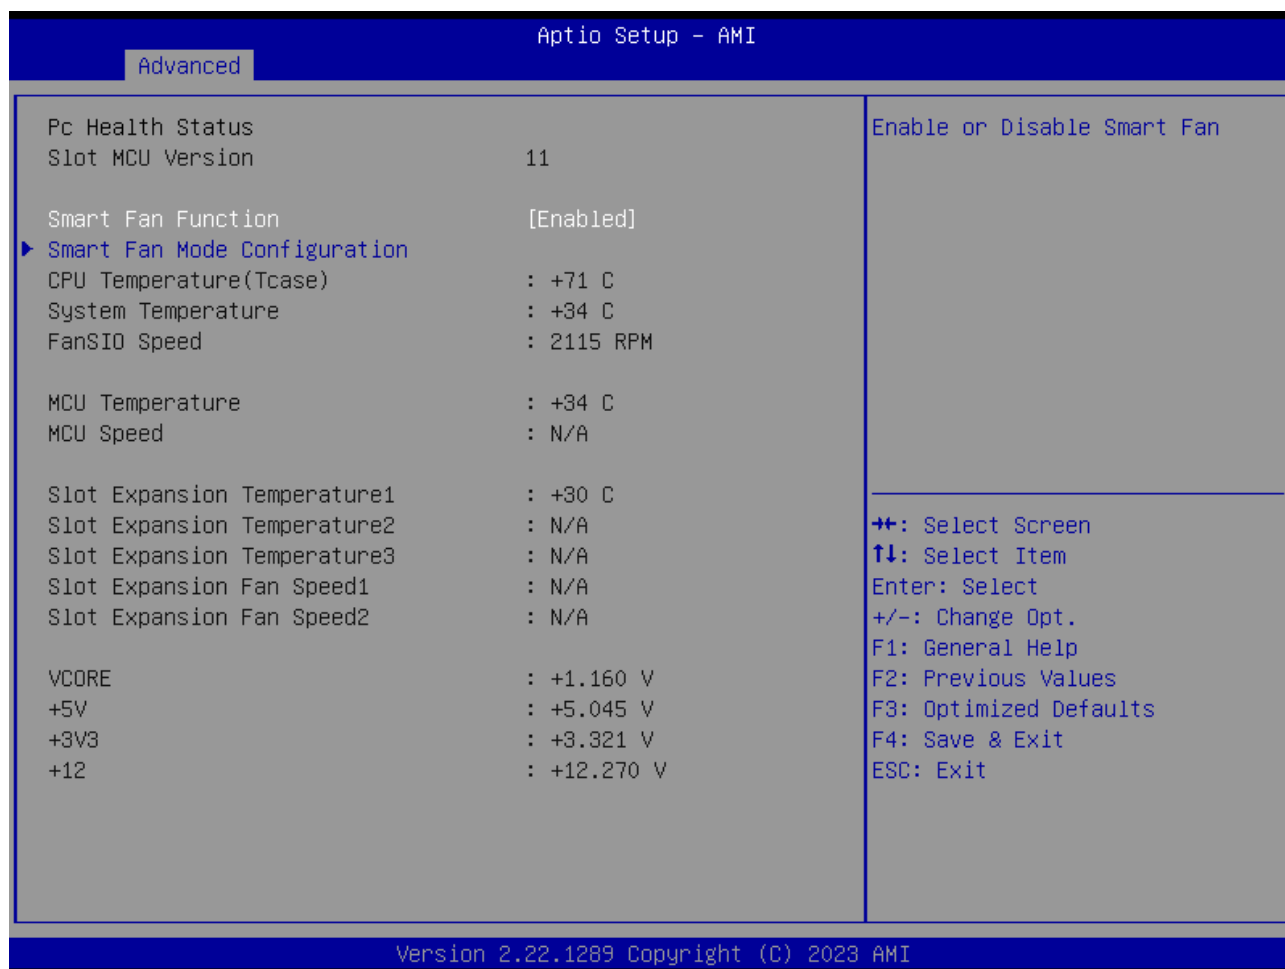 Aptio Setup – AMI
Advanced
Pc Health Status
Slot MCU Version 11
Smart Fan Function [Enabled]
Smart Fan Mode Configuration
CPU Temperature(Tcase) : +71 C
System Temperature : +34 C
FanSIO Speed : 2115 RPM
MCU Temperature : +34 C
MCU Speed : N/A
Slot Expansion Temperature1 : +30 C
Slot Expansion Temperature2 : N/A
Slot Expansion Temperature3 : N/A
Slot Expansion Fan Speed1 : N/A
Slot Expansion Fan Speed2 : N/A
VCORE : +1.160 V
+5V : +5.045 V
+3V3 : +3.321 V
+12 : +12.270 V
Enable or Disable Smart Fan
→←: Select Screen
↑↓: Select Item
Enter: Select
+/-: Change Opt.
F1: General Help
F2: Previous Values
F3: Optimized Defaults
F4: Save & Exit
ESC: Exit
Version 2.22.1289 Copyright (C) 2023 AMI